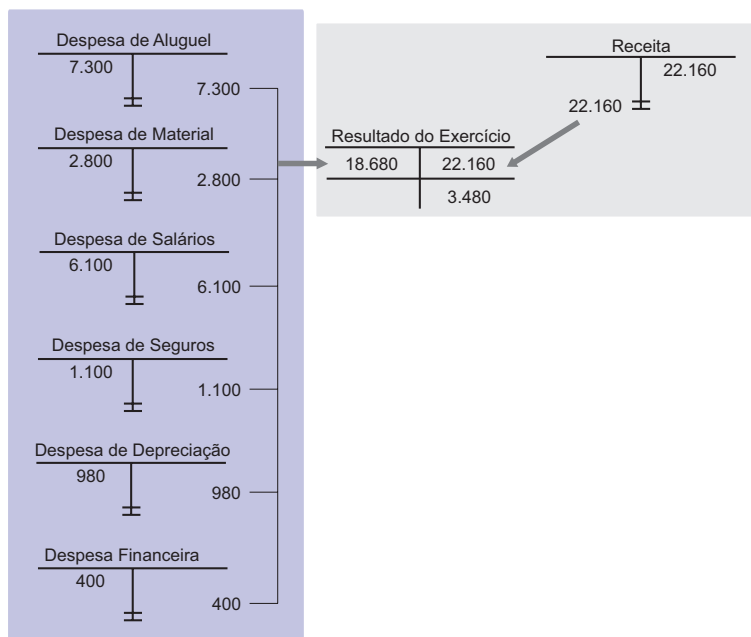 Despesa de Aluguel
7.300
7.300
Despesa de Material
2.800
2.800
Despesa de Salários
6.100
6.100
Despesa de Seguros
1.100
1.100
Despesa de Depreciação
980
980
Despesa Financeira
400
400
Receita
22.160
22.160
Resultado do Exercício
18.680 22.160
3.480